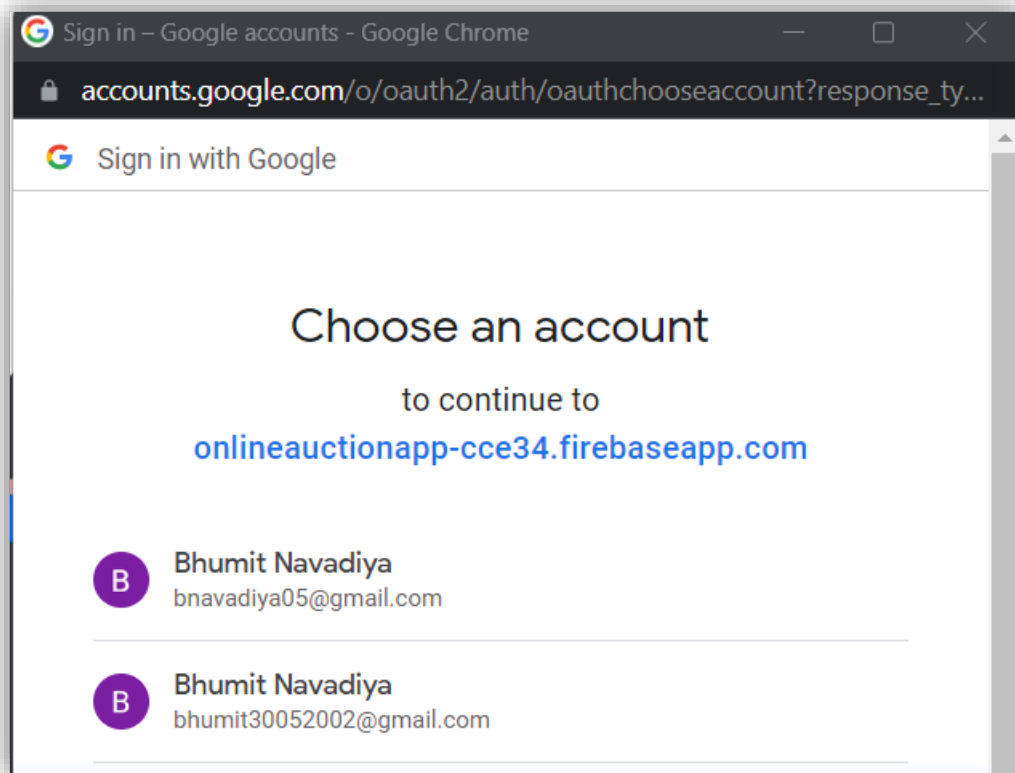 Sign in – Google accounts - Google Chrome
accounts.google.com/o/oauth2/auth/oauthchooseaccount?response_ty...
Sign in with Google
Choose an account
to continue to
onlineauctionapp-cce34.firebaseapp.com
B
Bhumit Navadiya
bnavadiya05@gmail.com
B
Bhumit Navadiya
bhumit30052002@gmail.com